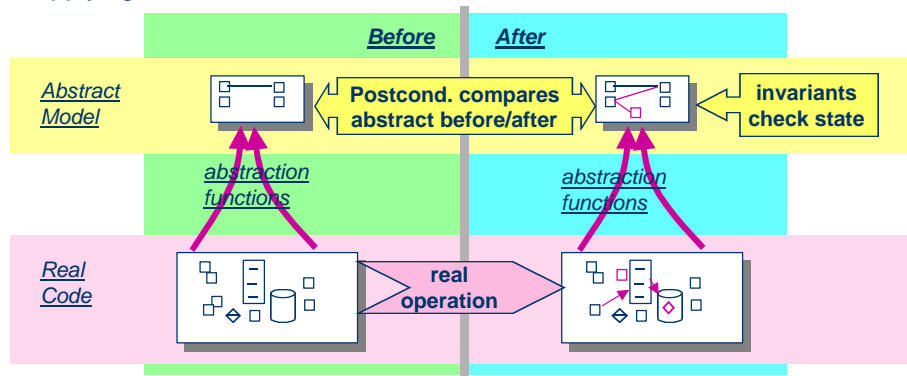 Before
After
Abstract
Model
Postcond. compares
abstract before/after
invariants
check state
abstraction
functions
abstraction
functions
Real
Code
real
operation